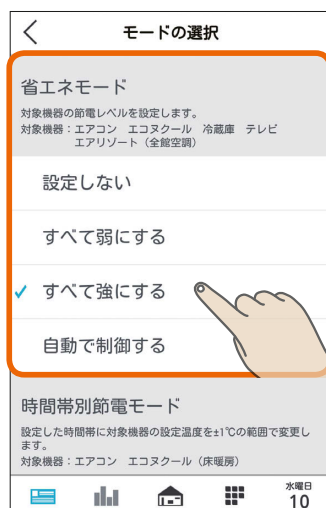 モードの選択
省エネモード
対象機器の節電レベルを設定します。
対象機器：エアコン　エコヌクール　冷蔵庫　テレビ
エアリゾート（全館空調）
設定しない
すべて弱にする
すべて強にする
自動で制御する
時間帯別節電モード
設定した時間帯に対象機器の設定温度を±1℃の範囲で変更し
ます。
対象機器：エアコン　エコヌクール（床暖房）
水曜日
10